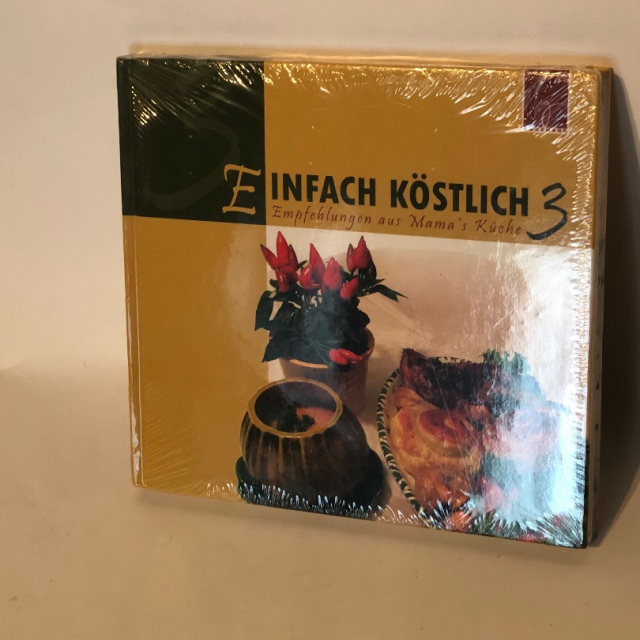 EINFACH KÖSTLICH 3
Empfehlungen aus Mama's Küche